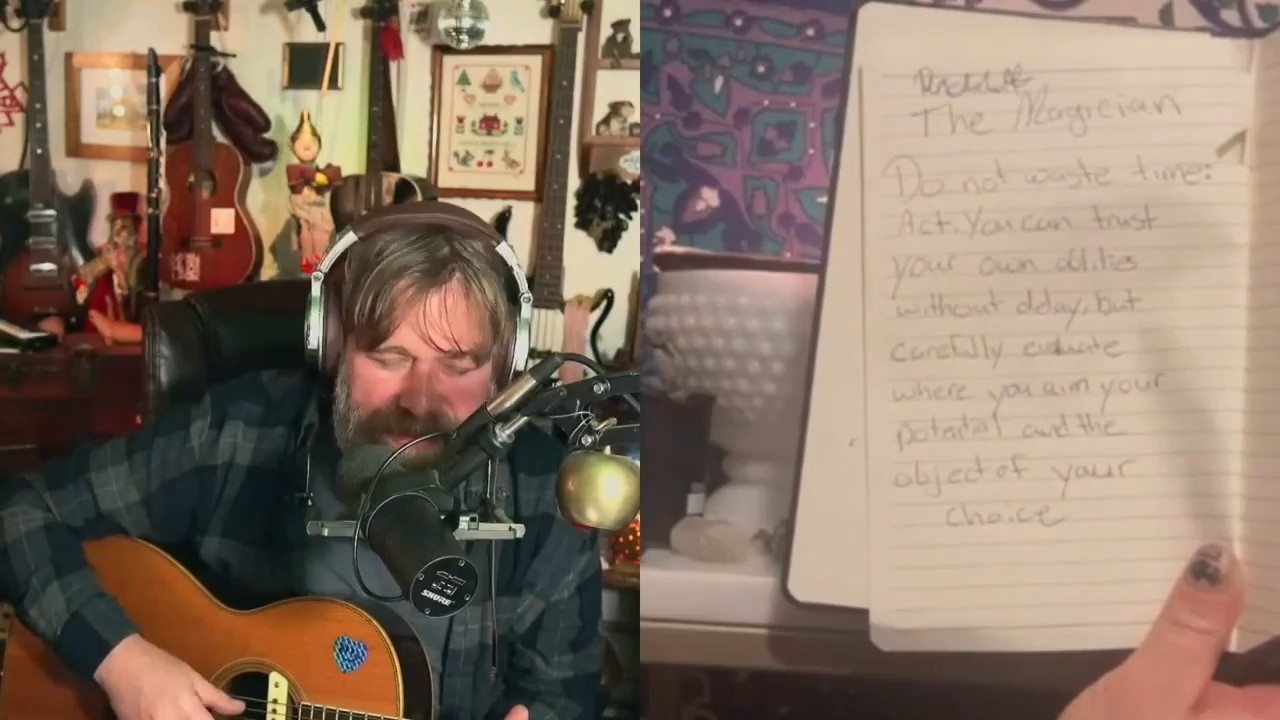 SHURE
The Magician
Do not waste time:
Act. You can trust
your own abilities
without delay, but
carefully evaluate
where you aim your
potential and the
object of your
choice